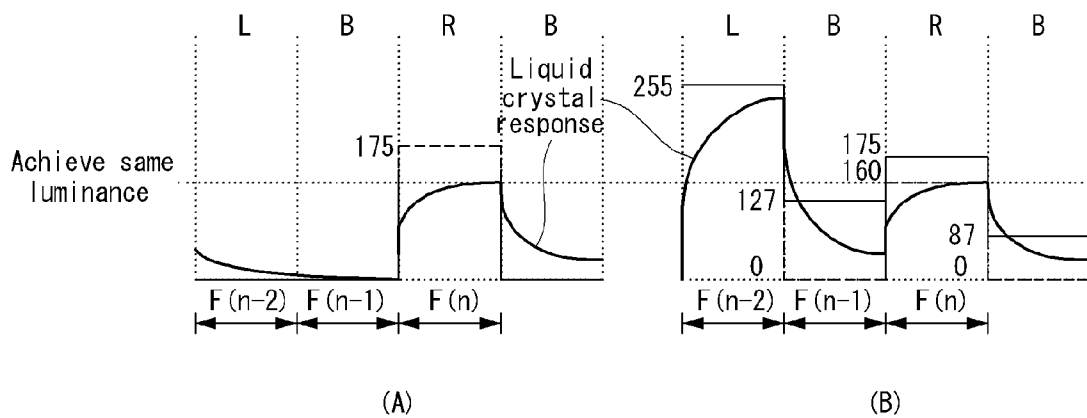 L B R B L B R B
Liquid
crystal
response
255
175
175
160
Achieve same
luminance
127
87
0
0
F(n-2) F(n-1) F(n) F(n-2) F(n-1) F(n)
(A) (B)